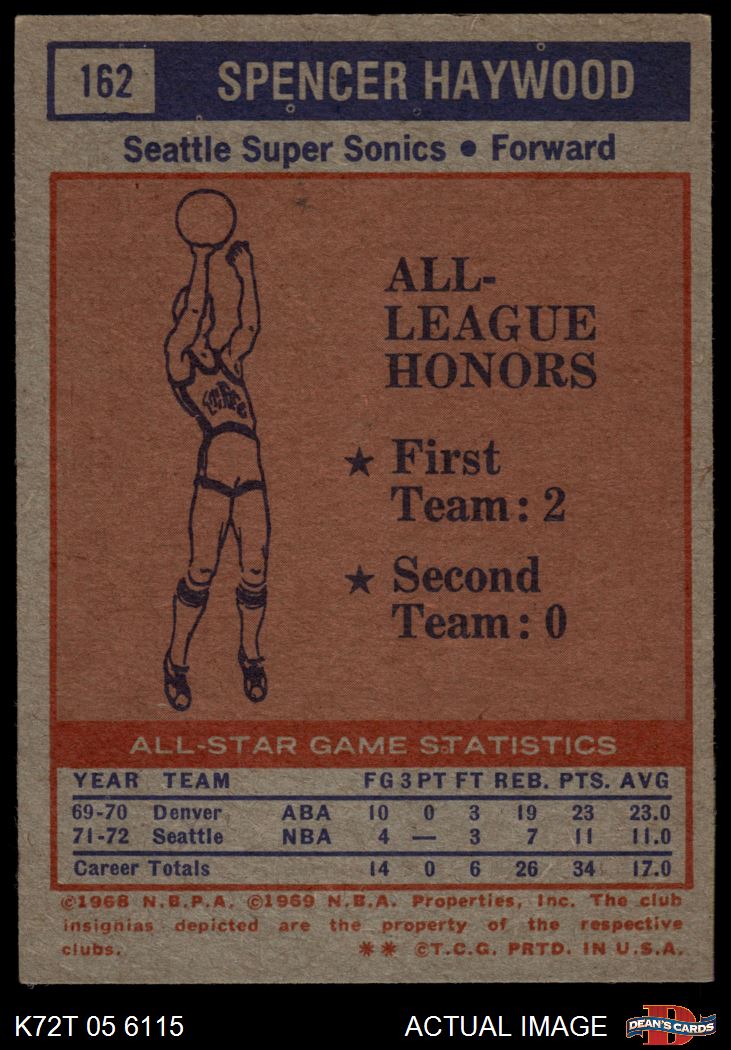 162 SPENCER HAYWOOD
Seattle Super Sonics • Forward
ALL-
LEAGUE
HONORS
★ First
Team: 2
★ Second
Team: 0
ALL-STAR GAME STATISTICS
YEAR TEAM FG 3PT FT REB. PTS. AVG
69-70 Denver ABA 10 0 3 19 23 23.0
71-72 Seattle NBA 4 — 3 7 11 11.0
Career Totals 14 0 6 26 34 17.0
©1968 N.B.P.A. ©1969 N.B.A. Properties, Inc. The club
insignias depicted are the property of the respective
clubs. ** ©T.C.G. PRTD. IN U.S.A.
K72T 05 6115 ACTUAL IMAGE DEAN'S CARDS